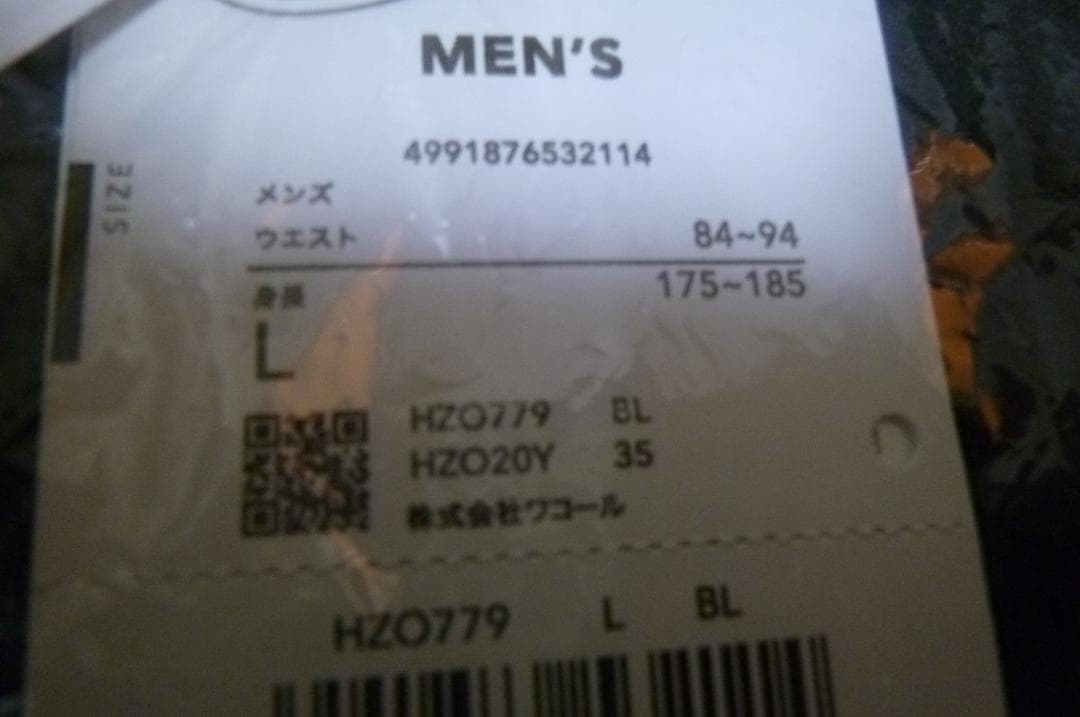 MEN'S
4991876532114
SIZE
メンズ
ウエスト 84~94
身長 175~185
L
HZO779 BL
HZO20Y 35
株式会社ワコール
HZO779 L BL